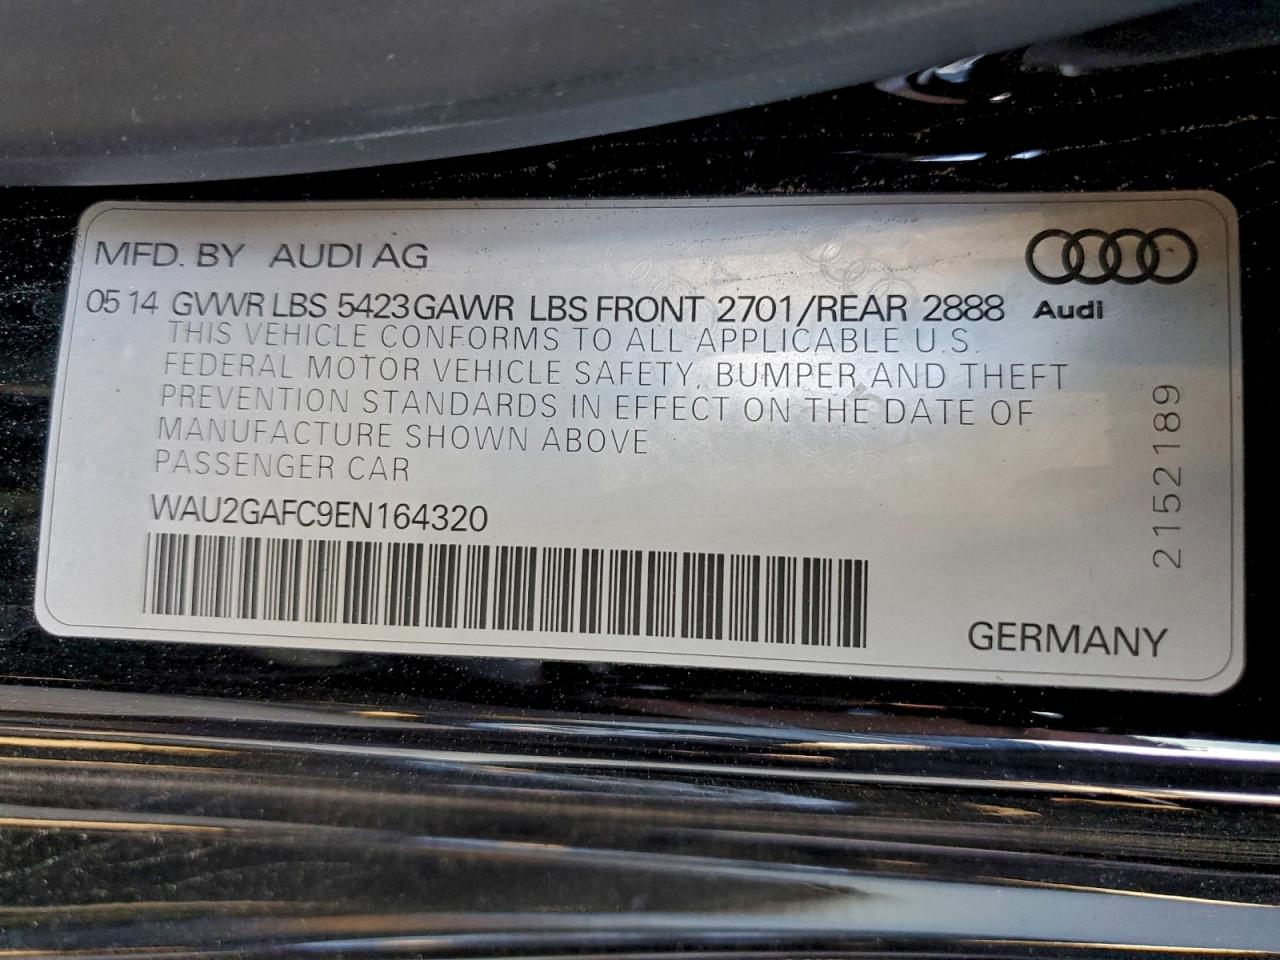 MFD. BY AUDI AG
05 14 GVWR LBS 5423 GAWR LBS FRONT 2701/REAR 2888
Audi
THIS VEHICLE CONFORMS TO ALL APPLICABLE U.S.
FEDERAL MOTOR VEHICLE SAFETY, BUMPER AND THEFT
PREVENTION STANDARDS IN EFFECT ON THE DATE OF
MANUFACTURE SHOWN ABOVE
PASSENGER CAR
WAU2GAFC9EN164320
2152189
GERMANY